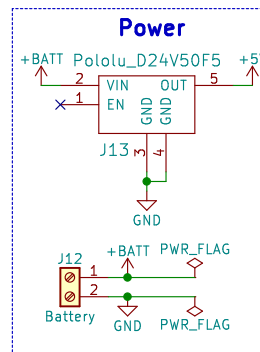 Power
+BATT Pololu_D24V50F5 +5
2 VIN OUT 5
1 EN
GND GND
J13 3 4
GND
J12 +BATT PWR_FLAG
1
2
Battery GND PWR_FLAG